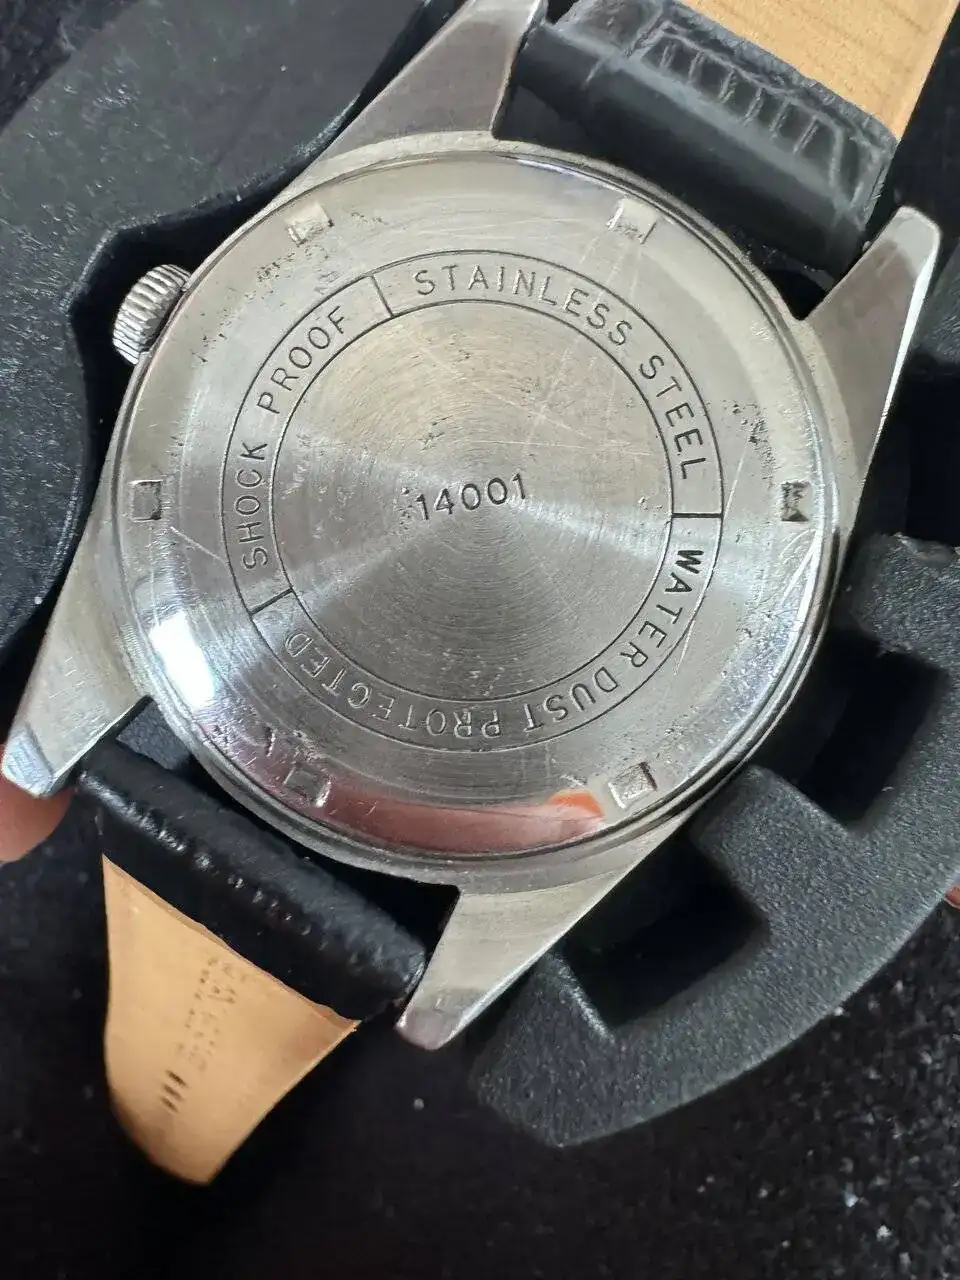 STAINLESS STEEL
WATER DUST PROTECTED
SHOCK PROOF
14001